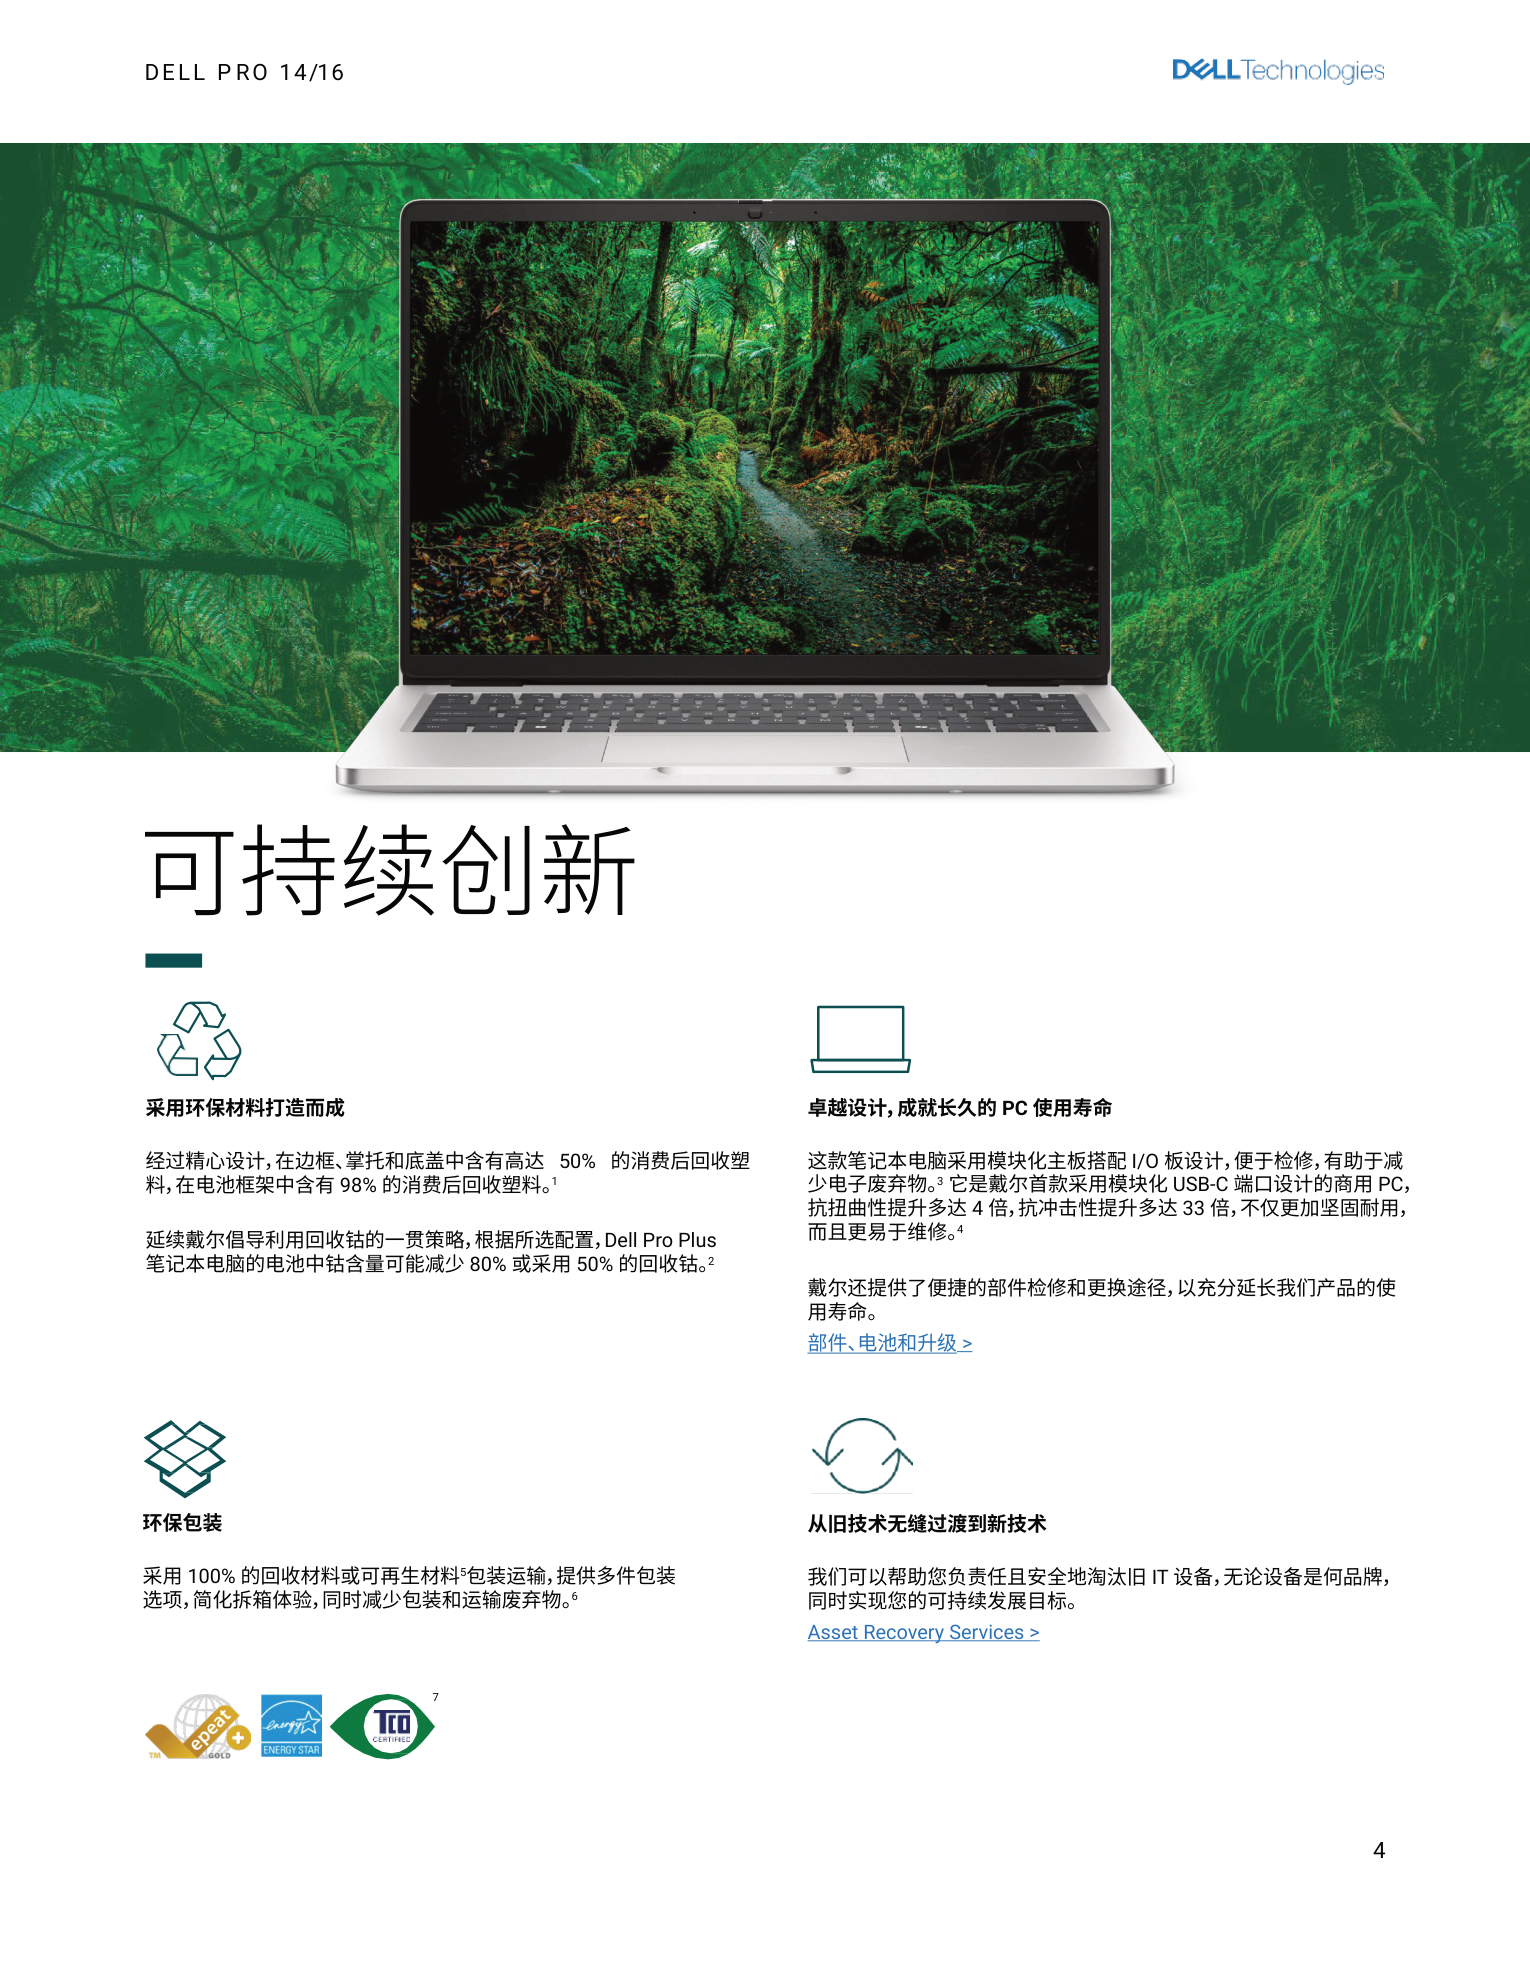 DELL PRO 14/16
DELL Technologies
可持续创新
采用环保材料打造而成
经过精心设计，在边框、掌托和底盖中含有高达 50% 的消费后回收塑
料，在电池框架中含有 98% 的消费后回收塑料。1
延续戴尔倡导利用回收钴的一贯策略，根据所选配置，Dell Pro Plus
笔记本电脑的电池中钴含量可能减少 80% 或采用 50% 的回收钴。2
卓越设计，成就长久的 PC 使用寿命
这款笔记本电脑采用模块化主板搭配 I/O 板设计，便于检修，有助于减
少电子废弃物。3 它是戴尔首款采用模块化 USB-C 端口设计的商用 PC，
抗扭曲性提升多达 4 倍，抗冲击性提升多达 33 倍，不仅更加坚固耐用，
而且更易于维修。4
戴尔还提供了便捷的部件检修和更换途径，以充分延长我们产品的使
用寿命。
部件、电池和升级 >
环保包装
采用 100% 的回收材料或可再生材料5包装运输，提供多件包装
选项，简化拆箱体验，同时减少包装和运输废弃物。6
从旧技术无缝过渡到新技术
我们可以帮助您负责任且安全地淘汰旧 IT 设备，无论设备是何品牌，
同时实现您的可持续发展目标。
Asset Recovery Services >
epeat+
TM GOLD
energy
ENERGY STAR
TCO
CERTIFIED
7
4